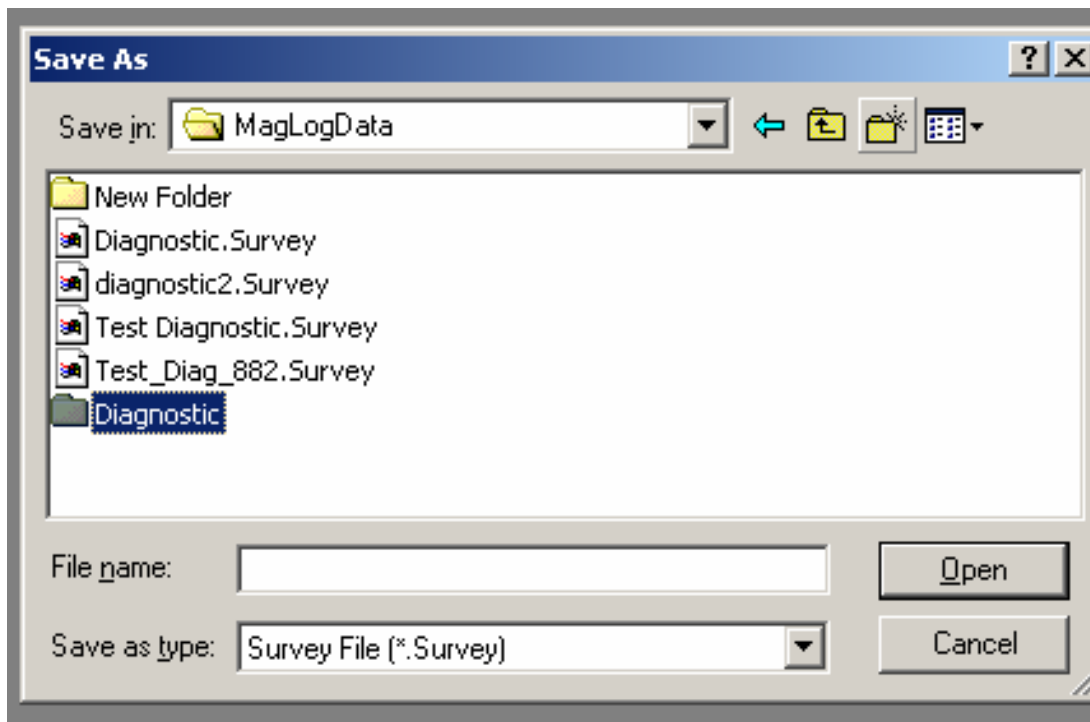 Save As
Save in: MagLogData
New Folder
Diagnostic.Survey
diagnostic2.Survey
Test Diagnostic.Survey
Test_Diag_882.Survey
Diagnostic
File name: Open
Save as type: Survey File (*.Survey) Cancel